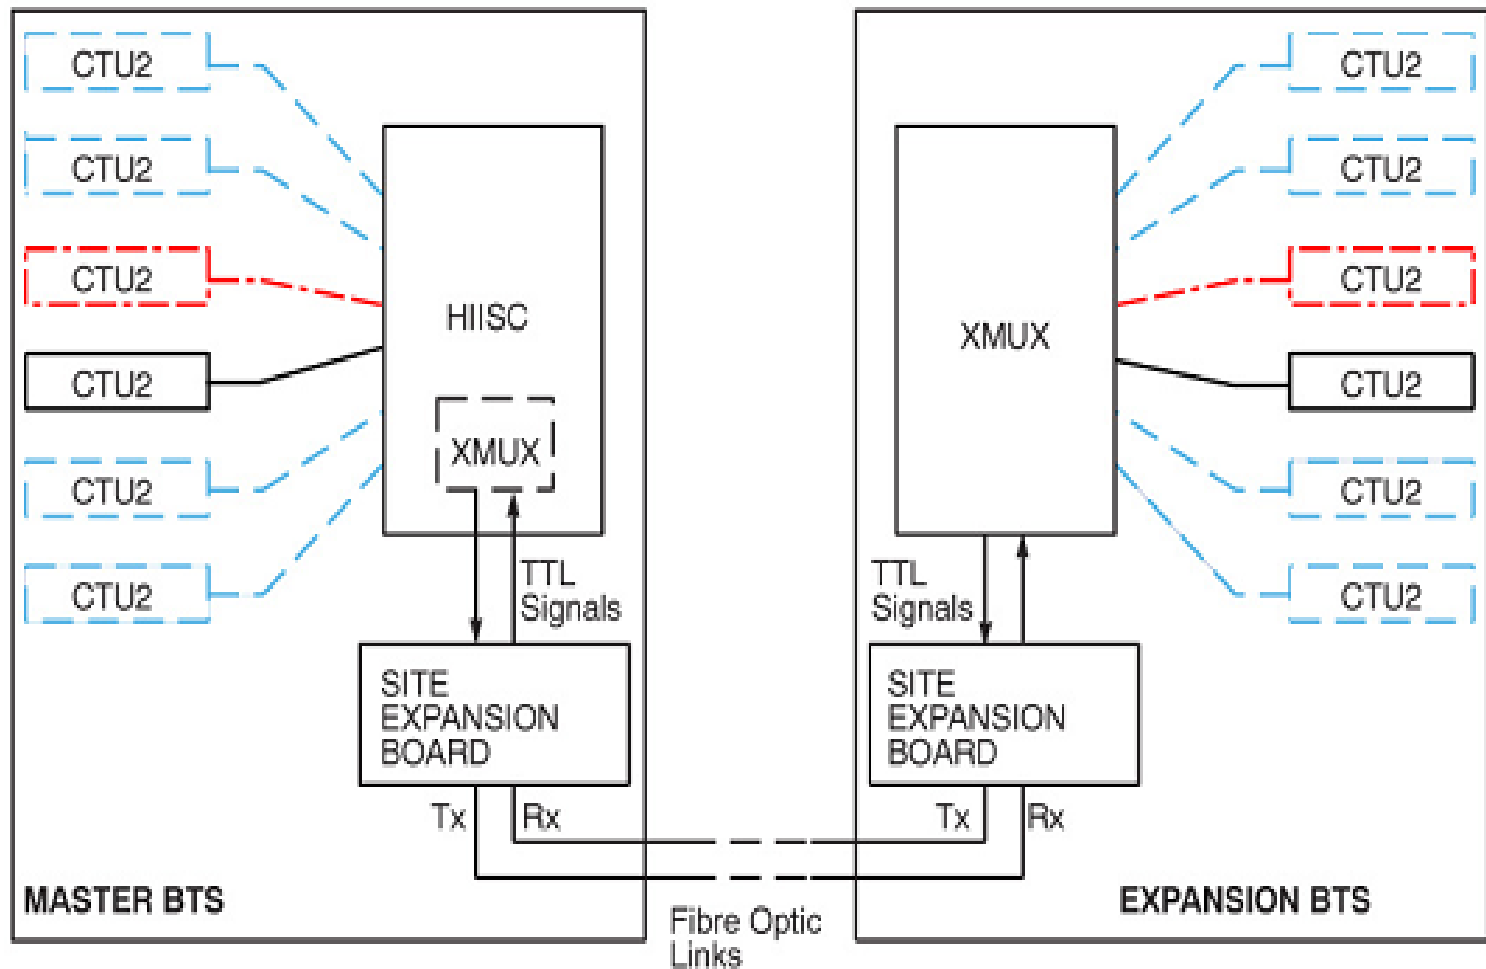 CTU2
CTU2
CTU2
CTU2
CTU2
CTU2
HIISC
XMUX
TTL
Signals
SITE
EXPANSION
BOARD
Tx
Rx
MASTER BTS
Fibre Optic
Links
CTU2
CTU2
CTU2
CTU2
CTU2
CTU2
XMUX
TTL
Signals
SITE
EXPANSION
BOARD
Tx
Rx
EXPANSION BTS